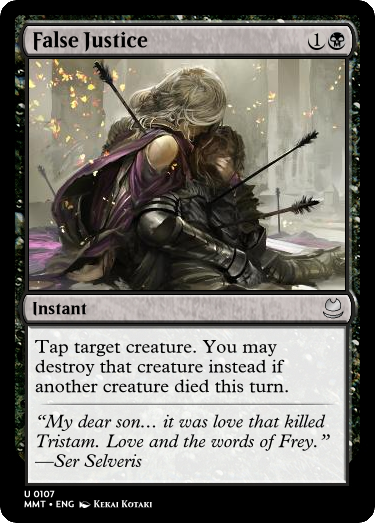 False Justice 1
Instant
Tap target creature. You may
destroy that creature instead if
another creature died this turn.
“My dear son… it was love that killed
Tristam. Love and the words of Frey.”
—Ser Selveris
U 0107
MMT • ENG Kekai Kotaki